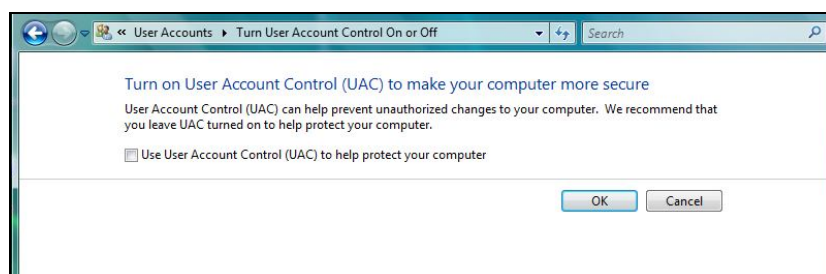 « User Accounts ▸ Turn User Account Control On or Off
Search
Turn on User Account Control (UAC) to make your computer more secure
User Account Control (UAC) can help prevent unauthorized changes to your computer. We recommend that
you leave UAC turned on to help protect your computer.
Use User Account Control (UAC) to help protect your computer
OK Cancel